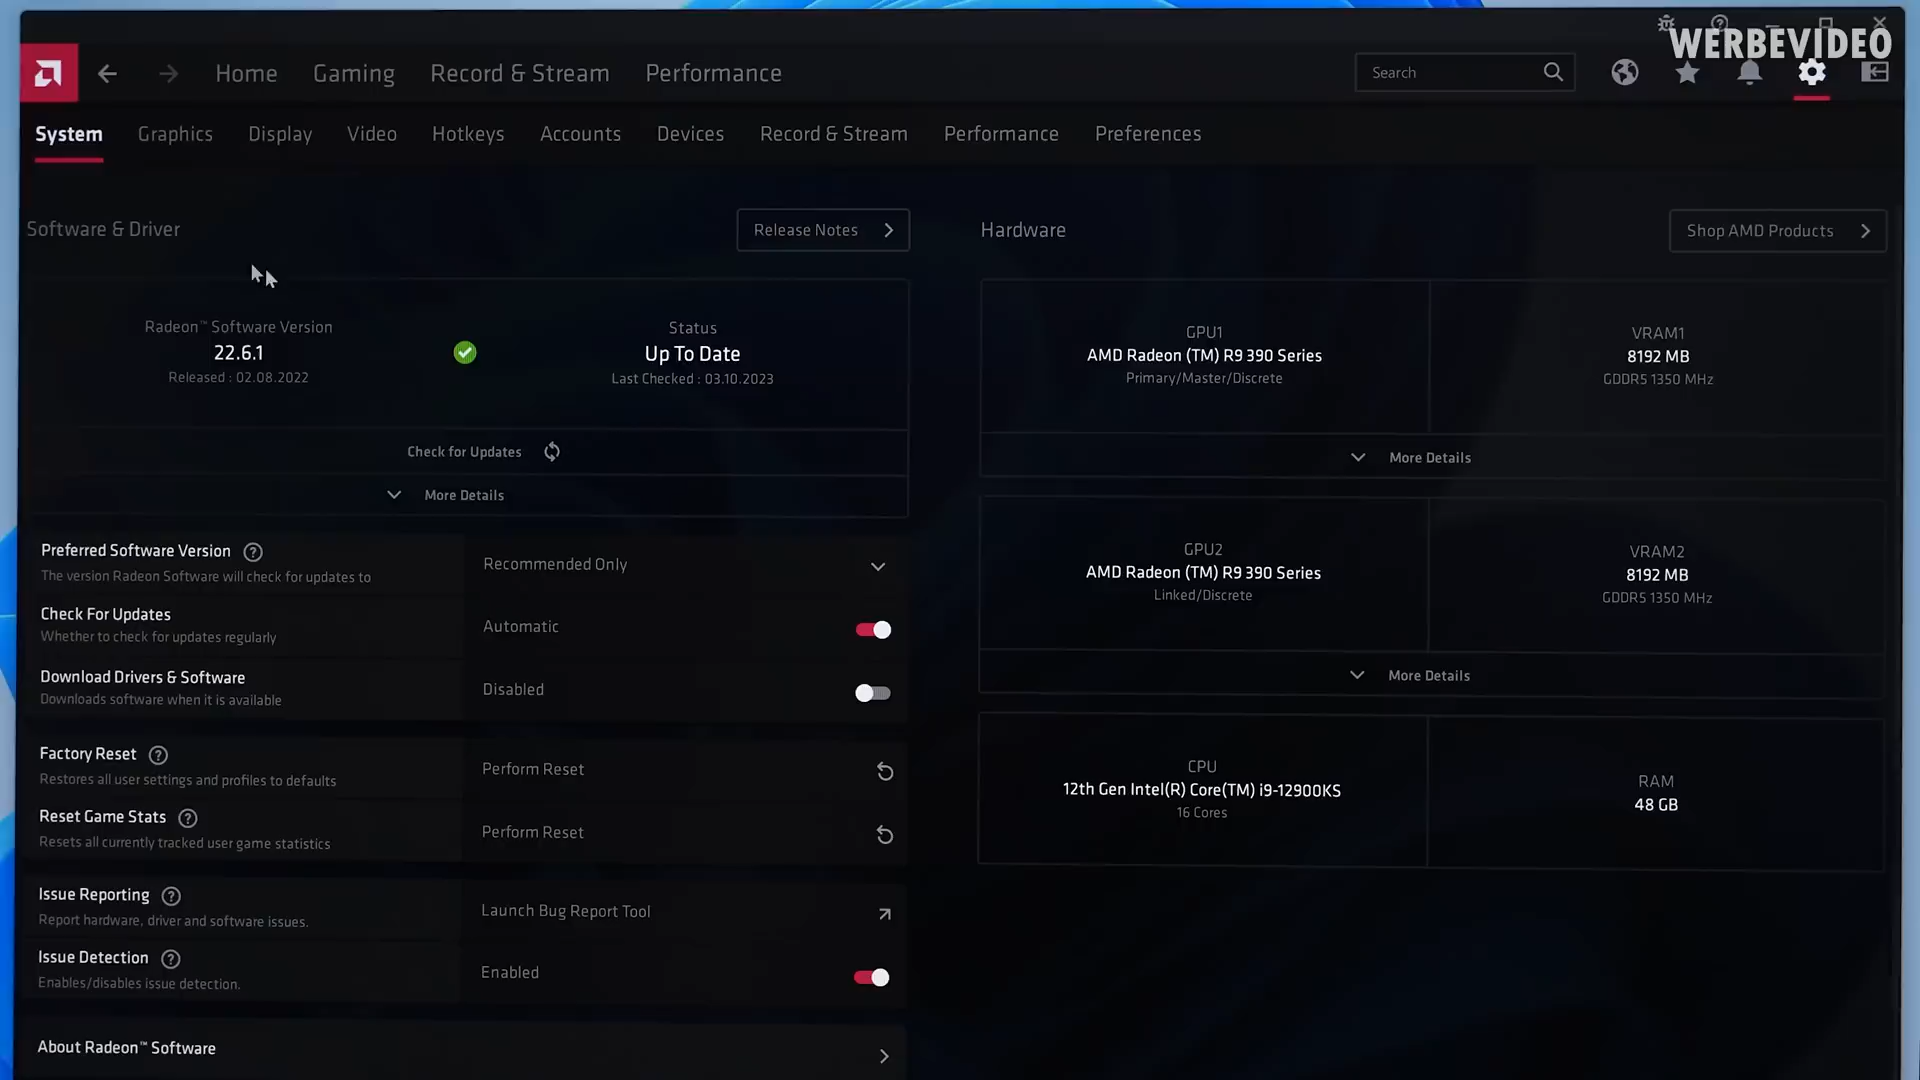 WERBEVIDEO
Home
Gaming
Record & Stream
Performance
Search
System
Graphics
Display
Video
Hotkeys
Accounts
Devices
Record & Stream
Performance
Preferences
Software & Driver
Release Notes
Radeon™ Software Version
22.6.1
Released : 02.08.2022
Status
Up To Date
Last Checked : 03.10.2023
Check for Updates
More Details
Preferred Software Version
The version Radeon Software will check for updates to
Recommended Only
Check For Updates
Whether to check for updates regularly
Automatic
Download Drivers & Software
Downloads software when it is available
Disabled
Factory Reset
Restores all user settings and profiles to defaults
Perform Reset
Reset Game Stats
Resets all currently tracked user game statistics
Perform Reset
Issue Reporting
Report hardware, driver and software issues.
Launch Bug Report Tool
Issue Detection
Enables/disables issue detection.
Enabled
About Radeon™ Software
Hardware
Shop AMD Products
GPU1
AMD Radeon (TM) R9 390 Series
Primary/Master/Discrete
VRAM1
8192 MB
GDDR5 1350 MHz
More Details
GPU2
AMD Radeon (TM) R9 390 Series
Linked/Discrete
VRAM2
8192 MB
GDDR5 1350 MHz
More Details
CPU
12th Gen Intel(R) Core(TM) i9-12900KS
16 Cores
RAM
48 GB